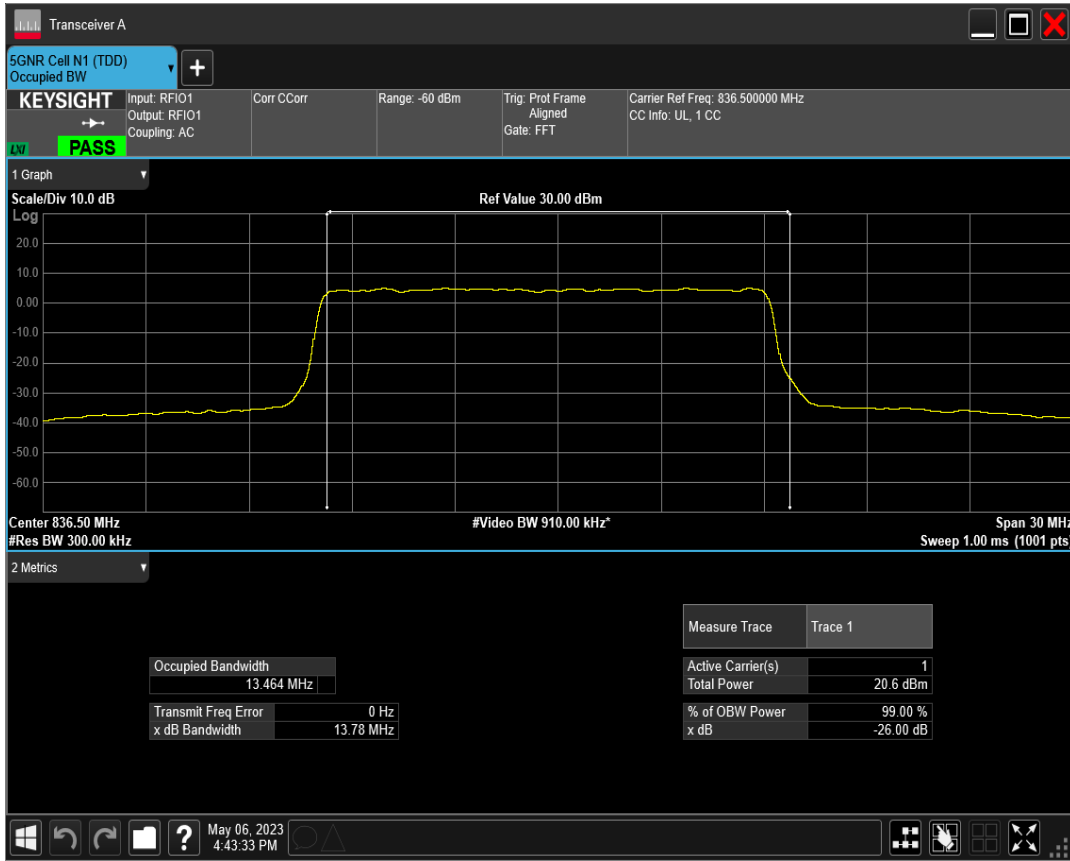 Transceiver A
5GNR Cell N1 (TDD)
Occupied BW
+
KEYSIGHT
LXI
PASS
Input: RFIO1
Output: RFIO1
Coupling: AC
Corr CCorr
Range: -60 dBm
Trig: Prot Frame
Aligned
Gate: FFT
Carrier Ref Freq: 836.500000 MHz
CC Info: UL, 1 CC
1 Graph
Scale/Div 10.0 dB
Ref Value 30.00 dBm
Log
20.0
10.0
0.00
-10.0
-20.0
-30.0
-40.0
-50.0
-60.0
Center 836.50 MHz
#Video BW 910.00 kHz*
Span 30 MHz
#Res BW 300.00 kHz
Sweep 1.00 ms (1001 pts)
2 Metrics
Measure Trace Trace 1
Occupied Bandwidth
13.464 MHz
Active Carrier(s) 1
Total Power 20.6 dBm
Transmit Freq Error 0 Hz
x dB Bandwidth 13.78 MHz
% of OBW Power 99.00 %
x dB -26.00 dB
?
May 06, 2023
4:43:33 PM